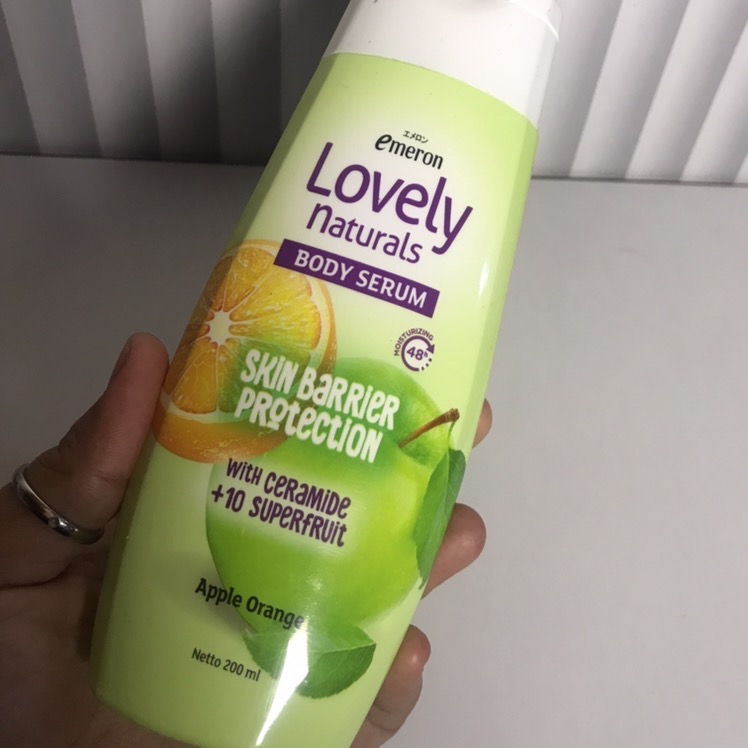 エメロン
emeron
Lovely
naturals
BODY SERUM
MOISTURIZING
48h
SKIN BARRIER
PROTECTION
WITH CERAMIDE
+10 SUPERFRUIT
Apple Orange
Netto 200 ml